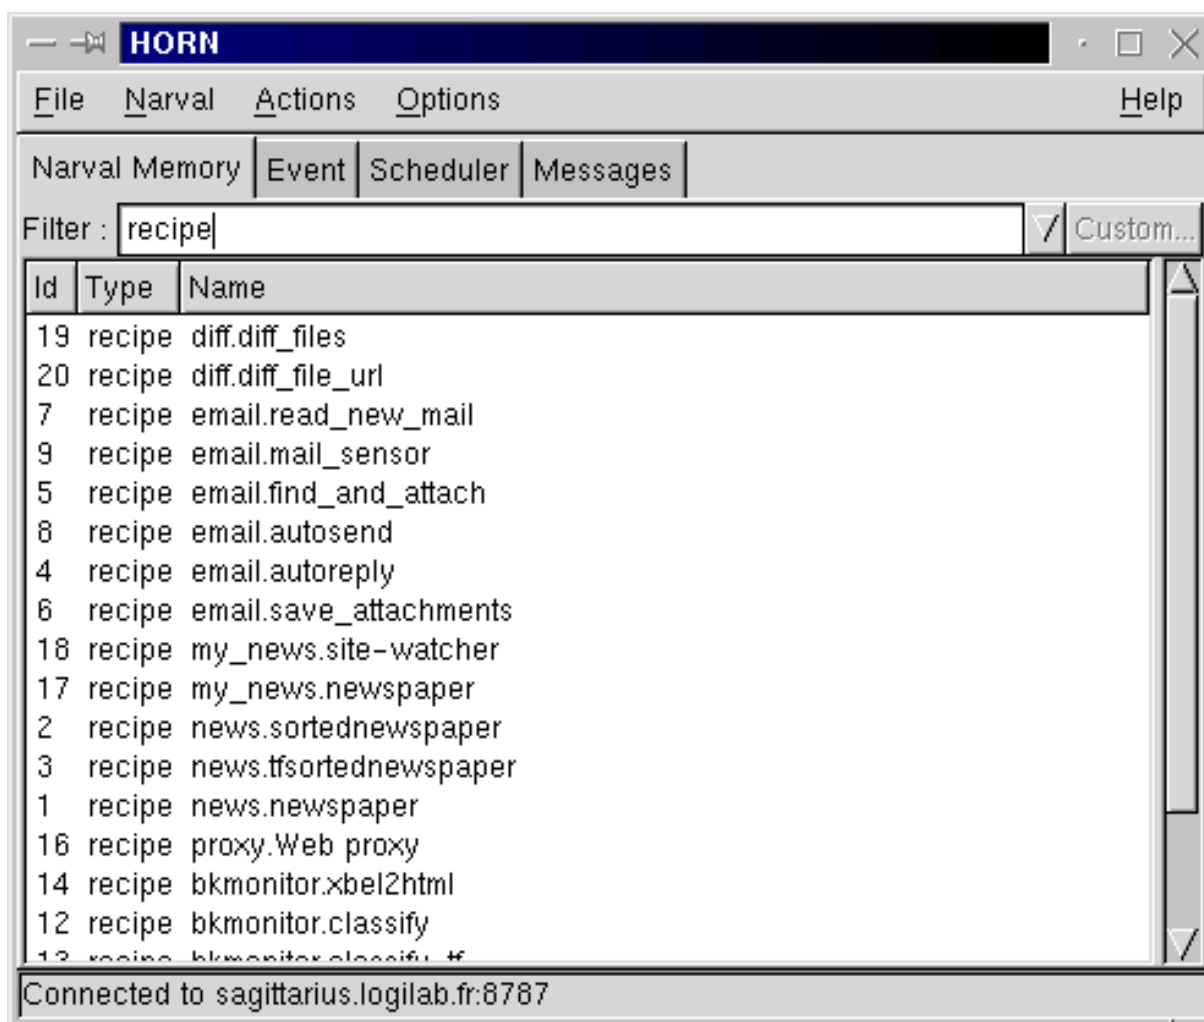 HORN
File Narval Actions Options Help
Narval Memory Event Scheduler Messages
Filter : recipe Custom...
Id Type Name
19 recipe diff.diff_files
20 recipe diff.diff_file_url
7 recipe email.read_new_mail
9 recipe email.mail_sensor
5 recipe email.find_and_attach
8 recipe email.autosend
4 recipe email.autoreply
6 recipe email.save_attachments
18 recipe my_news.site-watcher
17 recipe my_news.newspaper
2 recipe news.sortednewspaper
3 recipe news.tfsortednewspaper
1 recipe news.newspaper
16 recipe proxy.Web proxy
14 recipe bkmonitor.xbel2html
12 recipe bkmonitor.classify
13 recipe bkmonitor.classify_tf
Connected to sagittarius.logilab.fr:8787